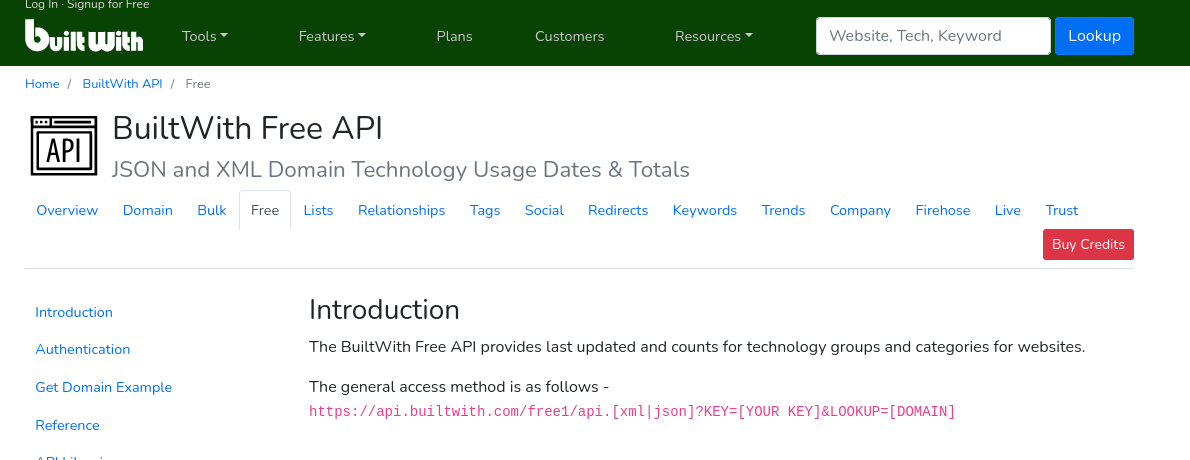 Log In · Signup for Free
builtwith
Tools
Features
Plans
Customers
Resources
Website, Tech, Keyword
Lookup
Home / BuiltWith API / Free
API
BuiltWith Free API
JSON and XML Domain Technology Usage Dates & Totals
Overview Domain Bulk Free Lists Relationships Tags Social Redirects Keywords Trends Company Firehose Live Trust
Buy Credits
Introduction
Authentication
Get Domain Example
Reference
Introduction
The BuiltWith Free API provides last updated and counts for technology groups and categories for websites.
The general access method is as follows -
https://api.builtwith.com/free1/api.[xml|json]?KEY=[YOUR KEY]&LOOKUP=[DOMAIN]